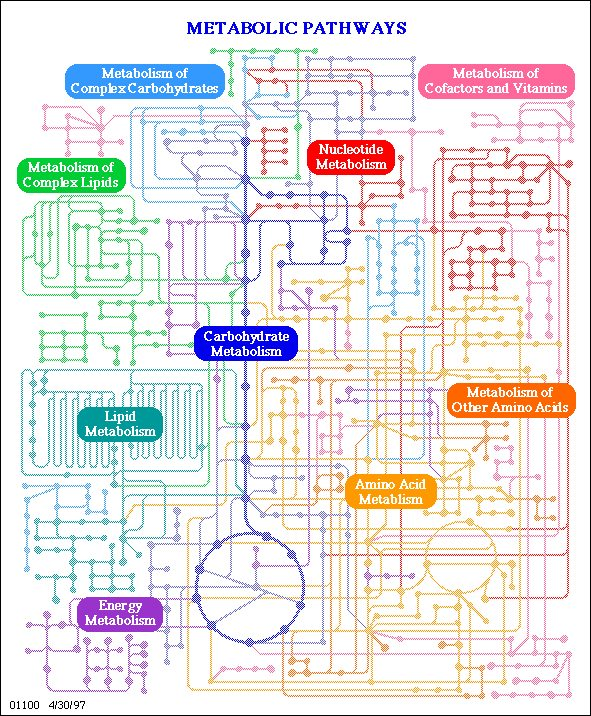 METABOLIC PATHWAYS
Metabolism of
Complex Carbohydrates
Metabolism of
Cofactors and Vitamins
Nucleotide
Metabolism
Metabolism of
Complex Lipids
Carbohydrate
Metabolism
Metabolism of
Other Amino Acids
Lipid
Metabolism
Amino Acid
Metablism
Energy
Metabolism
01100 4/30/97